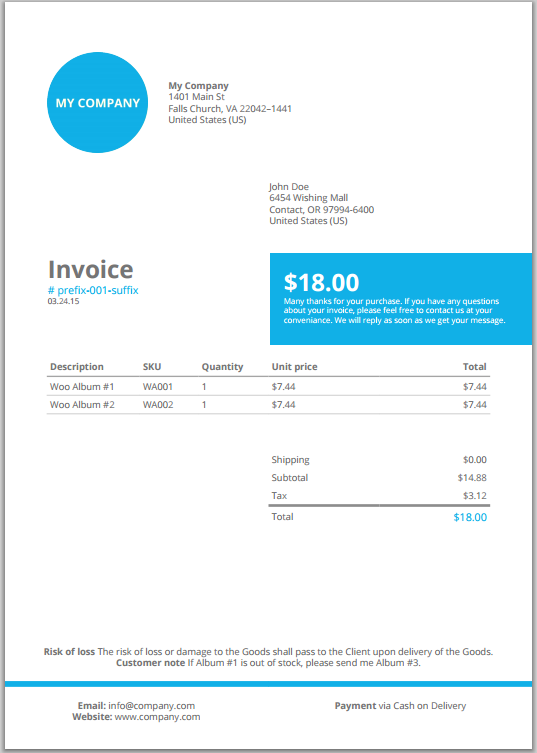 MY COMPANY
My Company
1401 Main St
Falls Church, VA 22042–1441
United States (US)
John Doe
6454 Wishing Mall
Contact, OR 97994-6400
United States (US)
Invoice
# prefix-001-suffix
03.24.15
$18.00
Many thanks for your purchase. If you have any questions
about your invoice, please feel free to contact us at your
conveniance. We will reply as soon as we get your message.
Description SKU Quantity Unit price Total
Woo Album #1 WA001 1 $7.44 $7.44
Woo Album #2 WA002 1 $7.44 $7.44
Shipping $0.00
Subtotal $14.88
Tax $3.12
Total $18.00
Risk of loss The risk of loss or damage to the Goods shall pass to the Client upon delivery of the Goods.
Customer note If Album #1 is out of stock, please send me Album #3.
Email: info@company.com
Website: www.company.com
Payment via Cash on Delivery